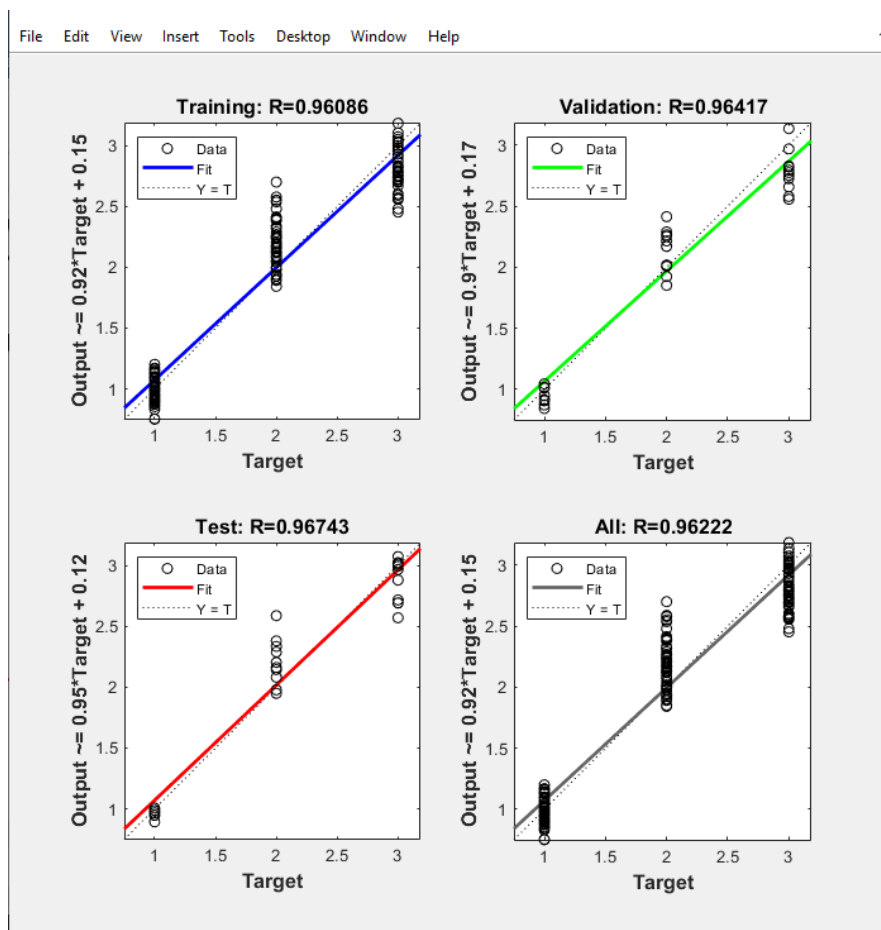 File Edit View Insert Tools Desktop Window Help
Training: R=0.96086
Output ~= 0.92*Target + 0.15
3
2.5
2
1.5
1
Data
Fit
Y = T
1 1.5 2 2.5 3
Target
Validation: R=0.96417
Output ~= 0.9*Target + 0.17
3
2.5
2
1.5
1
Data
Fit
Y = T
1 1.5 2 2.5 3
Target
Test: R=0.96743
Output ~= 0.95*Target + 0.12
3
2.5
2
1.5
1
Data
Fit
Y = T
1 1.5 2 2.5 3
Target
All: R=0.96222
Output ~= 0.92*Target + 0.15
3
2.5
2
1.5
1
Data
Fit
Y = T
1 1.5 2 2.5 3
Target